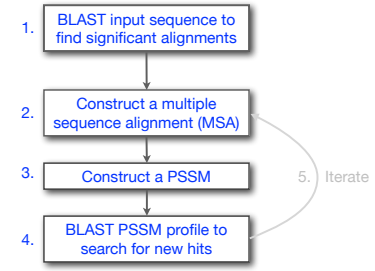 1. BLAST input sequence to
find significant alignments
2. Construct a multiple
sequence alignment (MSA)
3. Construct a PSSM
5. Iterate
4. BLAST PSSM profile to
search for new hits